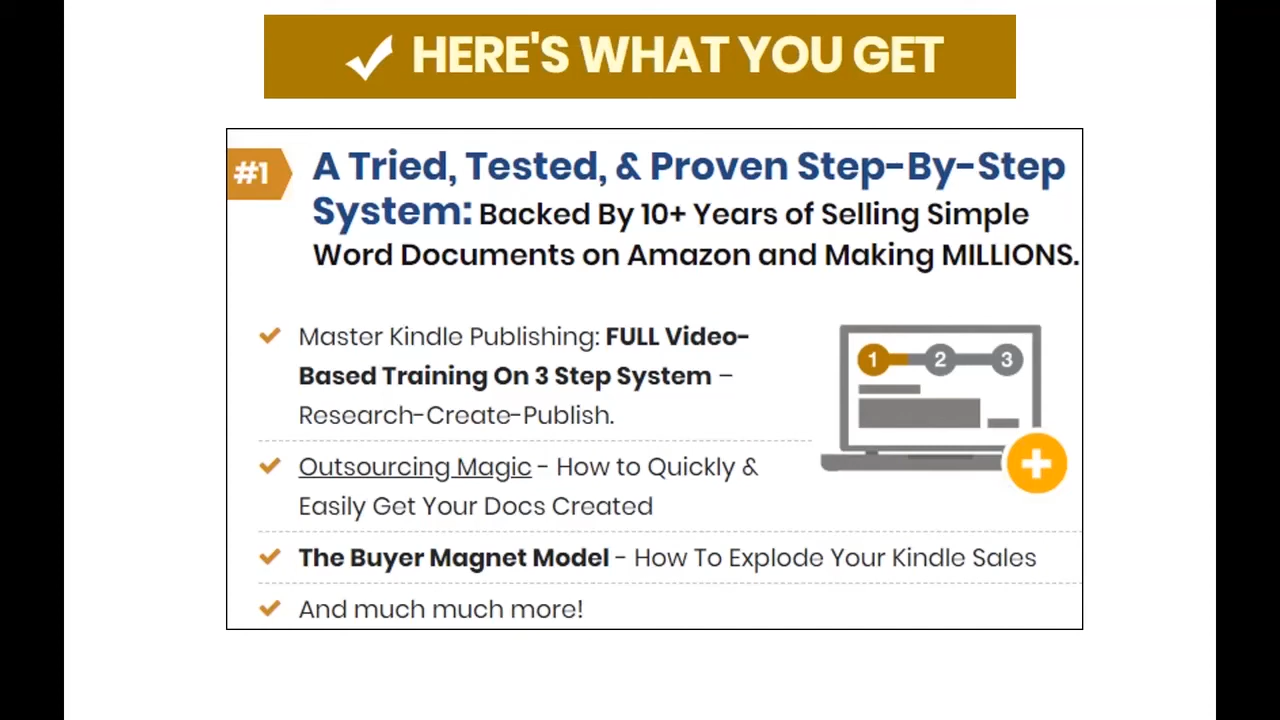 HERE'S WHAT YOU GET
#1
A Tried, Tested, & Proven Step-By-Step
System: Backed By 10+ Years of Selling Simple
Word Documents on Amazon and Making MILLIONS.
Master Kindle Publishing: FULL Video-
Based Training On 3 Step System –
Research-Create-Publish.
1 2 3
Outsourcing Magic - How to Quickly &
Easily Get Your Docs Created
The Buyer Magnet Model - How To Explode Your Kindle Sales
And much much more!